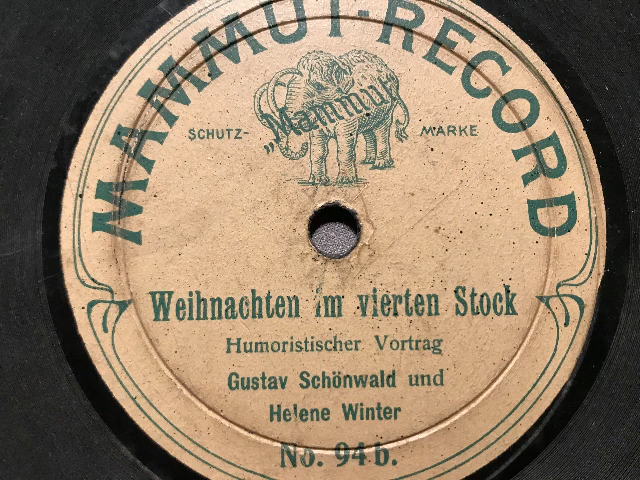 MAMMUT-RECORD
SCHUTZ- „Mammut“ MARKE
Weihnachten im vierten Stock
Humoristischer Vortrag
Gustav Schönwald und
Helene Winter
No. 94 b.